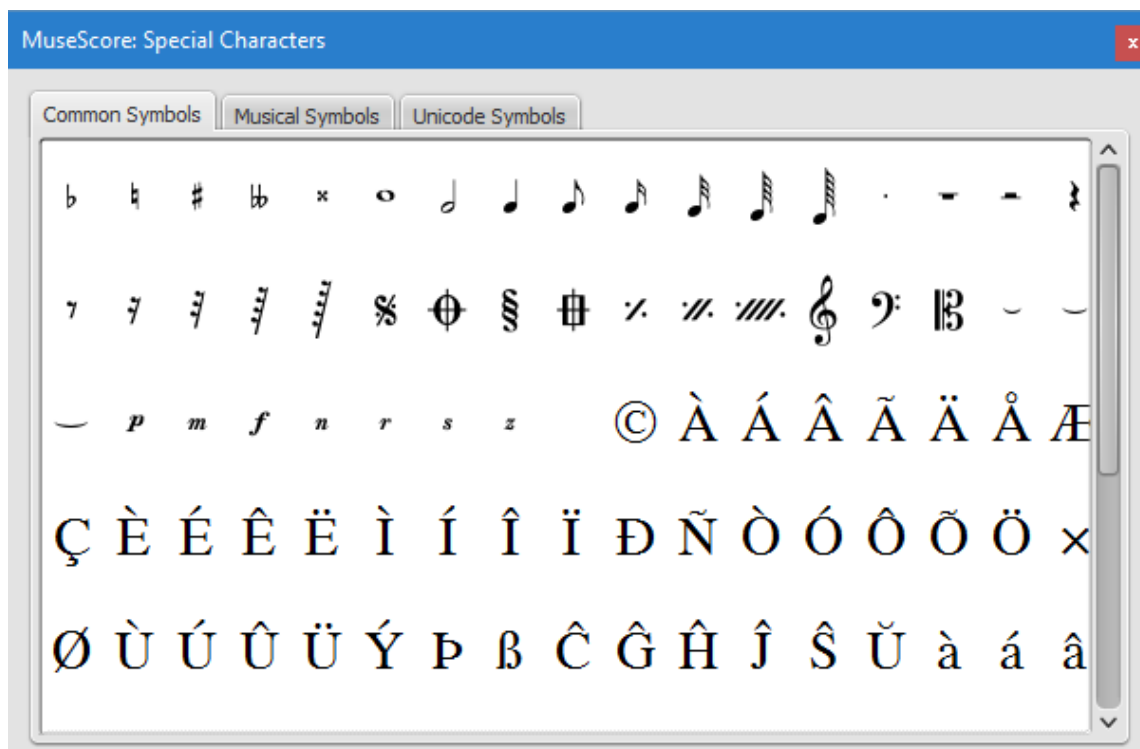 MuseScore: Special Characters
x
Common Symbols Musical Symbols Unicode Symbols
♭ ♮ ♯ 𝄫 𝄪 𝅝 𝅗𝅥 𝅘𝅥 𝅘𝅥𝅮 𝅘𝅥𝅯 𝅘𝅥𝅰 𝅘𝅥𝅱 𝅘𝅥𝅲 . 𝄻 𝄼 𝄽
𝄾 𝄿 𝅀 𝅁 𝅂 𝄋 𝄌 § 𝄎 𝄞 𝄢 𝄡 ‿ ‿
‿ p m f n r s z © À Á Â Ã Ä Å Æ
Ç È É Ê Ë Ì Í Î Ï Ð Ñ Ò Ó Ô Õ Ö ×
Ø Ù Ú Û Ü Ý Þ ß Ĉ Ĝ Ĥ Ĵ Ŝ Ŭ à á â